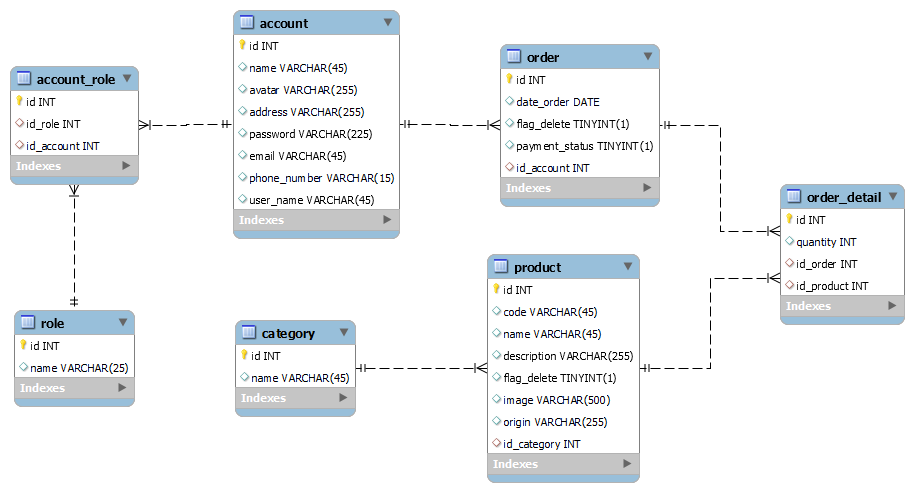 account
id INT
name VARCHAR(45)
avatar VARCHAR(255)
address VARCHAR(255)
password VARCHAR(225)
email VARCHAR(45)
phone_number VARCHAR(15)
user_name VARCHAR(45)
Indexes
order
id INT
date_order DATE
flag_delete TINYINT(1)
payment_status TINYINT(1)
id_account INT
Indexes
account_role
id INT
id_role INT
id_account INT
Indexes
order_detail
id INT
quantity INT
id_order INT
id_product INT
Indexes
product
id INT
code VARCHAR(45)
name VARCHAR(45)
description VARCHAR(255)
flag_delete TINYINT(1)
image VARCHAR(500)
origin VARCHAR(255)
id_category INT
Indexes
role
id INT
name VARCHAR(25)
Indexes
category
id INT
name VARCHAR(45)
Indexes